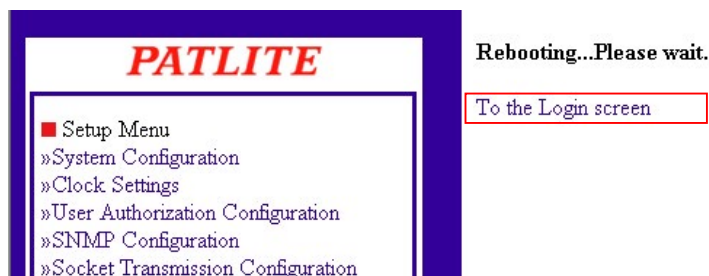 PATLITE
■ Setup Menu
»System Configuration
»Clock Settings
»User Authorization Configuration
»SNMP Configuration
»Socket Transmission Configuration
Rebooting...Please wait.
To the Login screen